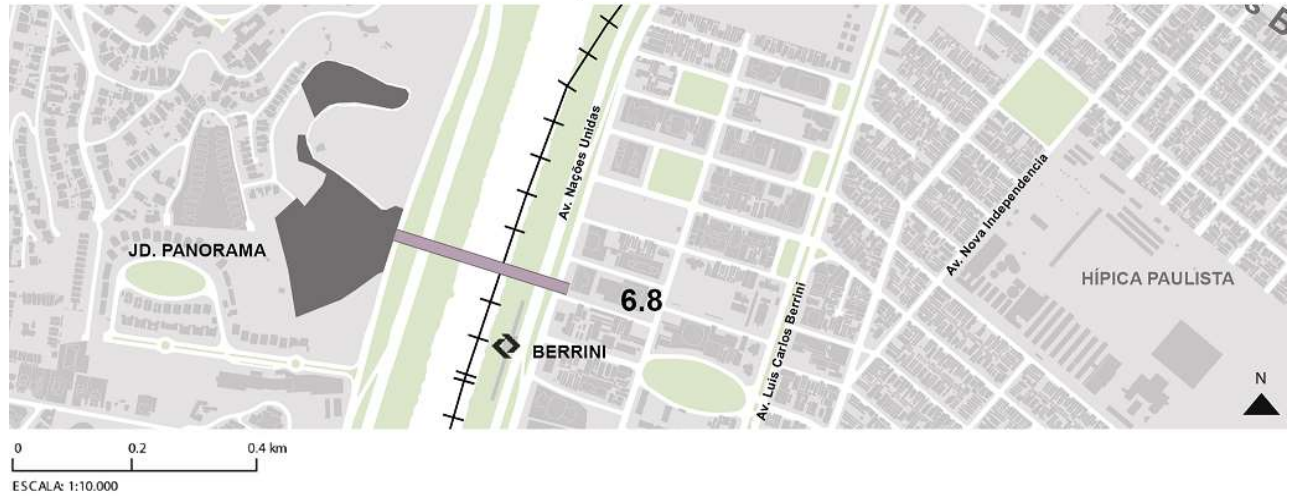 s B
Av. Nações Unidas
Av. Nova Independencia
JD. PANORAMA
HÍPICA PAULISTA
6.8
Av. Luis Carlos Berrini
BERRINI
N
0 0.2 0.4 km
ESCALA: 1:10.000